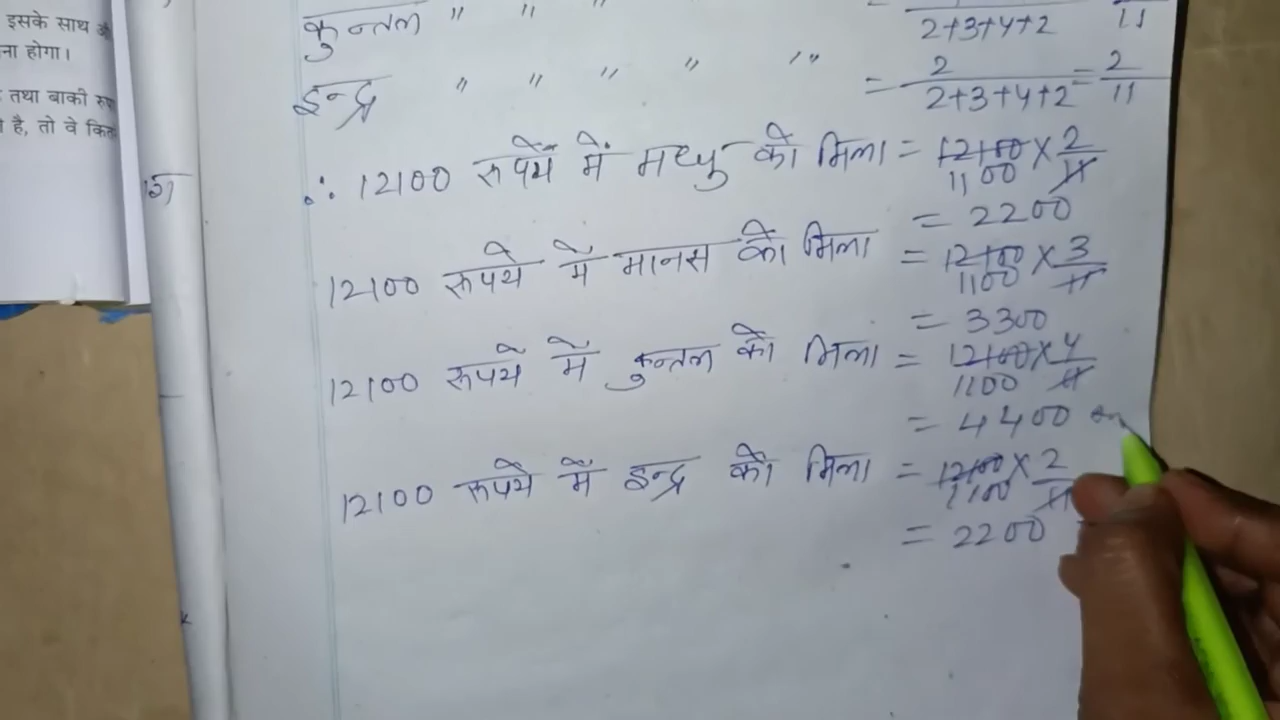 इसके साथ
ना होगा।
तथा बाकी
है, तो वे
कुन्तल " " "
2+3+4+2 11
इन्द्र " " " " " = 2/2+3+4+2 = 2/11
∴ 12100 रुपये में मध्यु को मिला = 12100 × 2/11
1100
= 2200
12100 रुपये में मानस को मिला = 12100 × 3/11
1100
= 3300
12100 रुपये में कुन्तल को मिला = 12100 × 4/11
1100
= 4400
12100 रुपये में इन्द्र को मिला = 12100 × 2/11
1100
= 2200